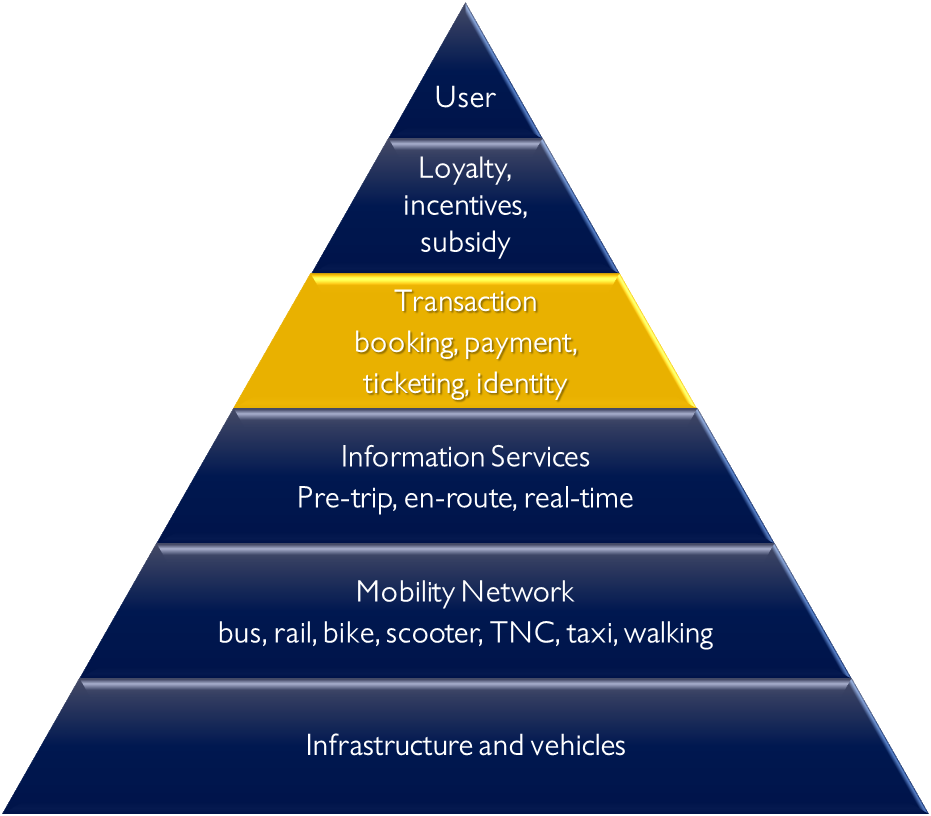 User
Loyalty,
incentives,
subsidy
Transaction
booking, payment,
ticketing, identity
Information Services
Pre-trip, en-route, real-time
Mobility Network
bus, rail, bike, scooter, TNC, taxi, walking
Infrastructure and vehicles